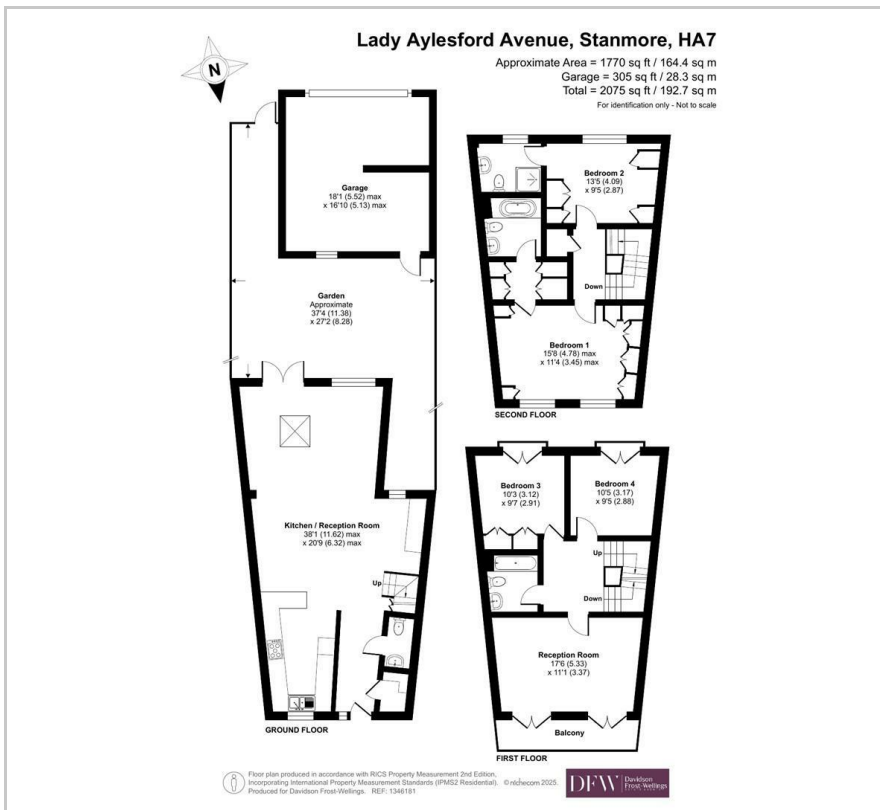 Lady Aylesford Avenue, Stanmore, HA7
Approximate Area = 1770 sq ft / 164.4 sq m
Garage = 305 sq ft / 28.3 sq m
Total = 2075 sq ft / 192.7 sq m
For identification only - Not to scale
N
Garage
18'1 (5.52) max
x 16'10 (5.13) max
Garden
Approximate
37'4 (11.38)
x 27'2 (8.28)
Kitchen / Reception Room
38'1 (11.62) max
x 20'9 (6.32) max
Up
GROUND FLOOR
Bedroom 2
13'5 (4.09)
x 9'5 (2.87)
Down
Bedroom 1
15'8 (4.78) max
x 11'4 (3.45) max
SECOND FLOOR
Bedroom 3
10'3 (3.12)
x 9'7 (2.91)
Bedroom 4
10'5 (3.17)
x 9'5 (2.88)
Up
Down
Reception Room
17'6 (5.33)
x 11'1 (3.37)
Balcony
FIRST FLOOR
Floor plan produced in accordance with RICS Property Measurement 2nd Edition,
Incorporating International Property Measurement Standards (IPMS2 Residential). © nichecom 2025.
Produced for Davidson Frost-Wellings. REF: 1346181
DFW Davidson
Frost-Wellings